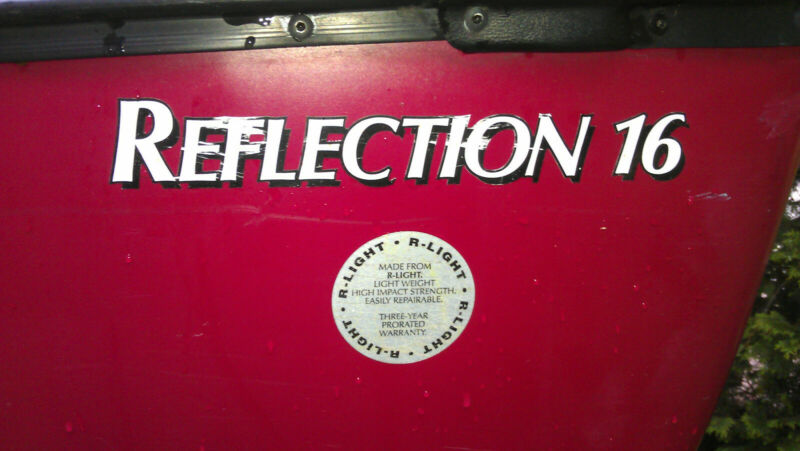 REFLECTION 16
R-LIGHT • R-LIGHT • R-LIGHT • R-LIGHT •
MADE FROM
R-LIGHT.
LIGHT WEIGHT
HIGH IMPACT STRENGTH.
EASILY REPAIRABLE.
THREE-YEAR
PRORATED
WARRANTY.